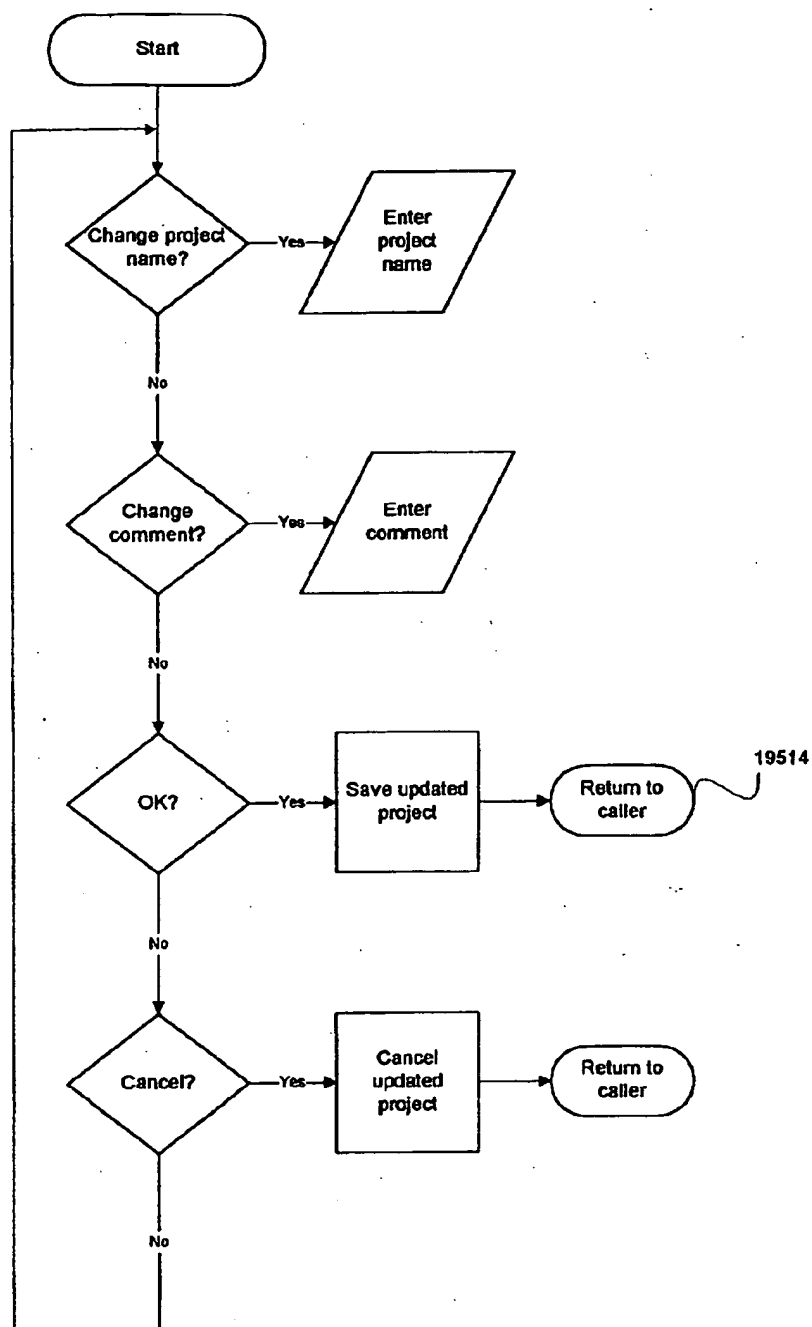 Start
Change project
name?
Yes
Enter
project
name
No
Change
comment?
Yes
Enter
comment
No
OK?
Yes
Save updated
project
Return to
caller
19514
No
Cancel?
Yes
Cancel
updated
project
Return to
caller
No